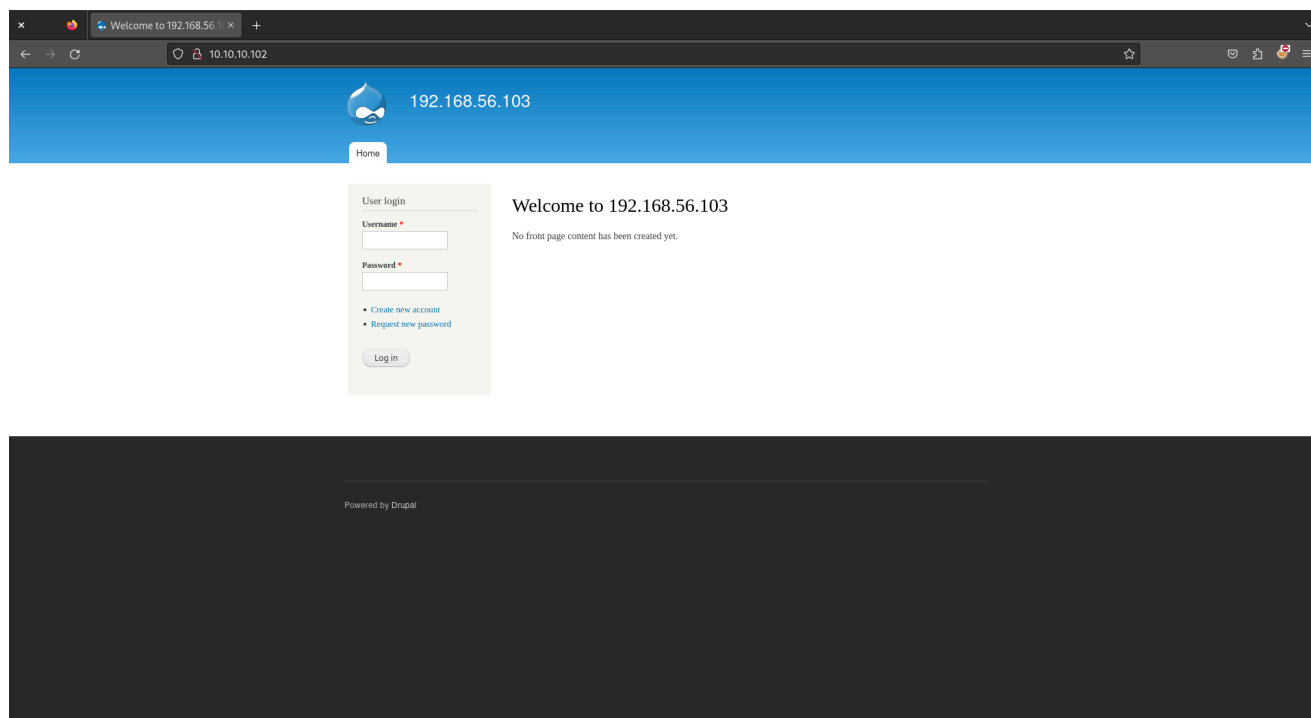 Welcome to 192.168.56.1
10.10.10.102
192.168.56.103
Home
User login
Username *
Password *
Create new account
Request new password
Log in
Welcome to 192.168.56.103
No front page content has been created yet.
Powered by Drupal